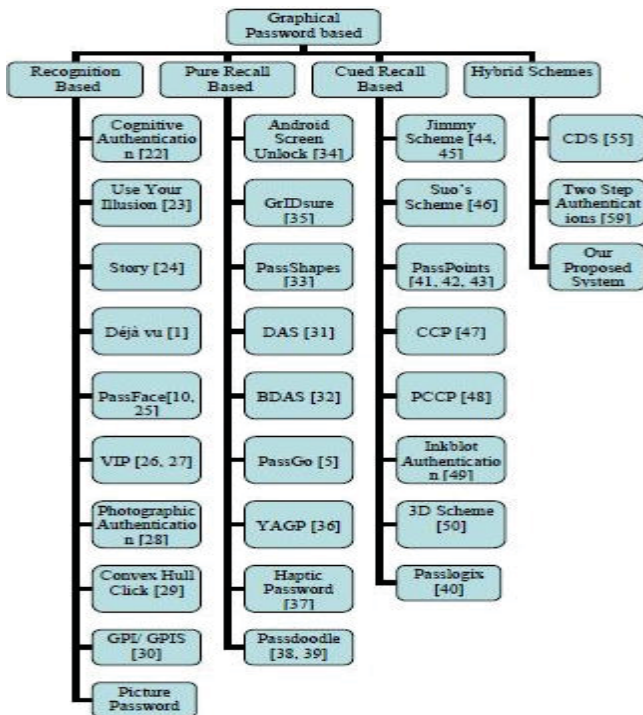 Graphical
Password based
Recognition
Based
Pure Recall
Based
Cued Recall
Based
Hybrid Schemes
Cognitive
Authenticatio
n [22]
Use Your
Illusion [23]
Story [24]
Déjà vu [1]
PassFace[10,
25]
VIP [26, 27]
Photographic
Authentication
n [28]
Convex Hull
Click [29]
GPI/ GPIS
[30]
Picture
Password
Android
Screen
Unlock [34]
GrIDsure
[35]
PassShapes
[33]
DAS [31]
BDAS [32]
PassGo [5]
YAGP [36]
Haptic
Password
[37]
Passdoodle
[38, 39]
Jimmy
Scheme [44,
45]
Suo's
Scheme [46]
PassPoints
[41, 42, 43]
CCP [47]
PCCP [48]
Inkblot
Authenticatio
n [49]
3D Scheme
[50]
Passlogix
[40]
CDS [55]
Two Step
Authenticati
ons [59]
Our
Proposed
System